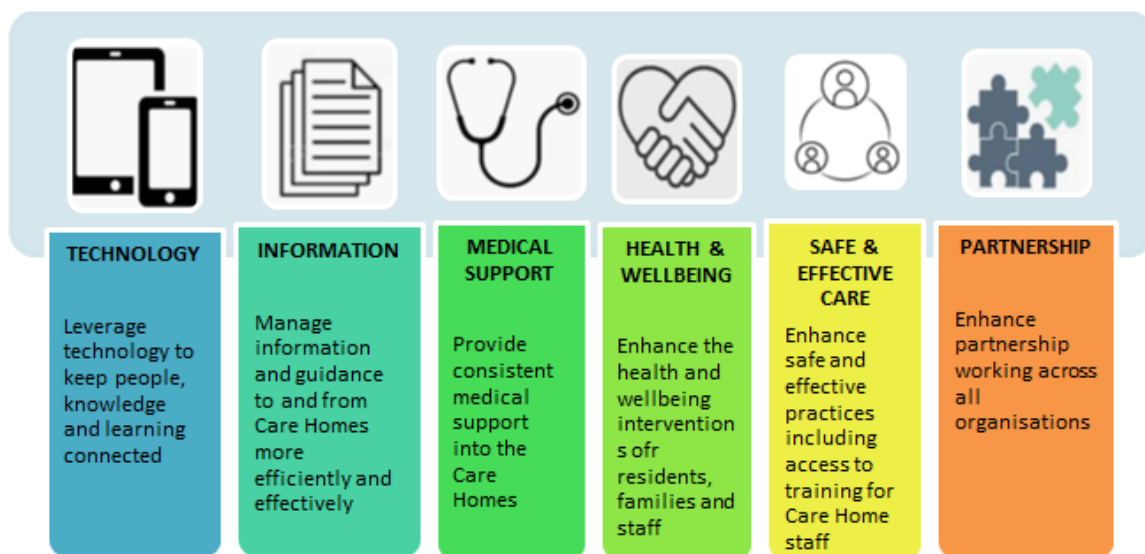 TECHNOLOGY
Leverage
technology to
keep people,
knowledge
and learning
connected
INFORMATION
Manage
information
and guidance
to and from
Care Homes
more
efficiently and
effectively
MEDICAL
SUPPORT
Provide
consistent
medical
support
into the
Care
Homes
HEALTH &
WELLBEING
Enhance the
health and
wellbeing
intervention
s ofr
residents,
families and
staff
SAFE &
EFFECTIVE
CARE
Enhance
safe and
effective
practices
including
access to
training for
Care Home
staff
PARTNERSHIP
Enhance
partnership
working across
all
organisations